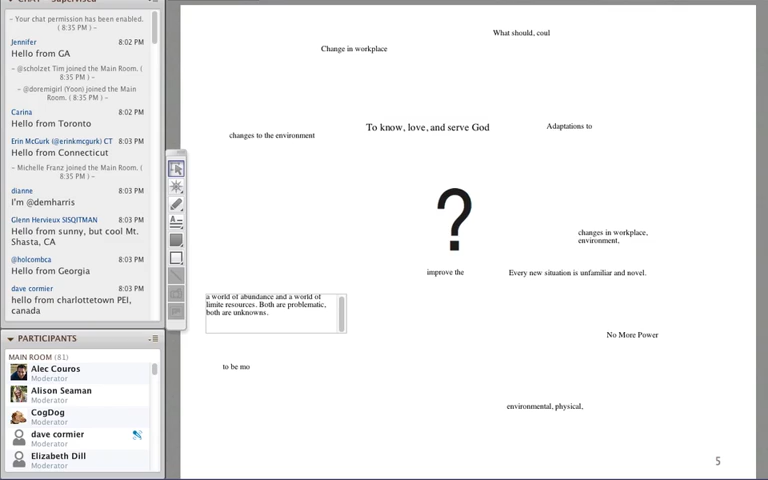 CHAT - Supervised
- Your chat permission has been enabled.
( 8:35 PM ) -
Jennifer 8:02 PM
Hello from GA
- @scholzet Tim joined the Main Room. (
8:35 PM ) -
- @doremigirl (Yoon) joined the Main
Room. ( 8:35 PM ) -
Carina 8:02 PM
Hello from Toronto
Erin McGurk (@erinkmcgurk) CT 8:03 PM
Hello from Connecticut
- Michelle Franz joined the Main Room. (
8:35 PM ) -
dianne 8:03 PM
I'm @demharris
Glenn Hervieux SISQITMAN 8:03 PM
Hello from sunny, but cool Mt.
Shasta, CA
@holcombca 8:03 PM
Hello from Georgia
dave cormier 8:03 PM
hello from charlottetown PEI,
canada
PARTICIPANTS
MAIN ROOM (81)
Alec Couros
Moderator
Alison Seaman
Moderator
CogDog
Moderator
dave cormier
Moderator
Elizabeth Dill
Moderator
What should, coul
Change in workplace
To know, love, and serve God
Adaptations to
changes to the environment
?
changes in workplace,
environment,
improve the
Every new situation is unfamiliar and novel.
a world of abundance and a world of
limite resources. Both are problematic,
both are unknowns.
No More Power
to be mo
environmental, physical,
5